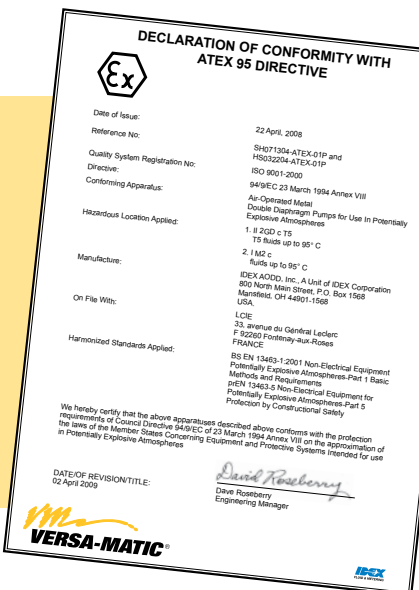 DECLARATION OF CONFORMITY WITH
ATEX 95 DIRECTIVE
Ex
Date of Issue:
22 April, 2008
Reference No:
SH071304-ATEX-01P and
HS032204-ATEX-01P
Quality System Registration No:
ISO 9001-2000
Directive:
94/9/EC 23 March 1994 Annex VIII
Conforming Apparatus:
Air-Operated Metal
Double Diaphragm Pumps for Use In Potentially
Explosive Atmospheres
Hazardous Location Applied:
1. II 2GD c T5
T5 fluids up to 95° C
2. I M2 c
fluids up to 95° C
Manufacture:
IDEX AODD, Inc., A Unit of IDEX Corporation
800 North Main Street, P.O. Box 1568
Mansfield, OH 44901-1568
USA.
On File With:
LCIE
33, avenue du Général Leclerc
F 92260 Fontenay-aux-Roses
FRANCE
Harmonized Standards Applied:
BS EN 13463-1:2001 Non-Electrical Equipment
Potentially Explosive Atmospheres-Part 1 Basic
Methods and Requirements
prEN 13463-5 Non-Electrical Equipment for
Potentially Explosive Atmospheres-Part 5
Protection by Constructional Safety
We hereby certify that the above apparatuses described above conforms with the protection
requirements of Council Directive 94/9/EC of 23 March 1994 Annex VIII on the approximation of
the laws of the Member States Concerning Equipment and Protective Systems Intended for use
in Potentially Explosive Atmospheres
DATE/OF REVISION/TITLE:
02 April 2009
David Roseberry
Dave Roseberry
Engineering Manager
VERSA-MATIC®
IDEX
FLUID & METERING